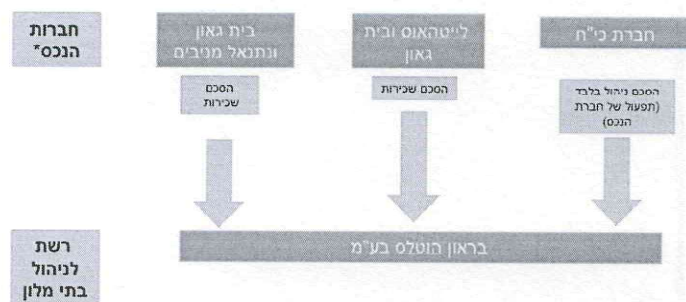 חברות
הנכס*
בית גאון
ונתנאל מניבים
לייטהאוס ובית
גאון
חברת כי"ח
הסכם
שכירות
הסכם שכירות
הסכם ניהול בלבד
(תפעול של חברת
הנכס)
רשת
לניהול
בתי מלון
בראון הוטלס בע"מ